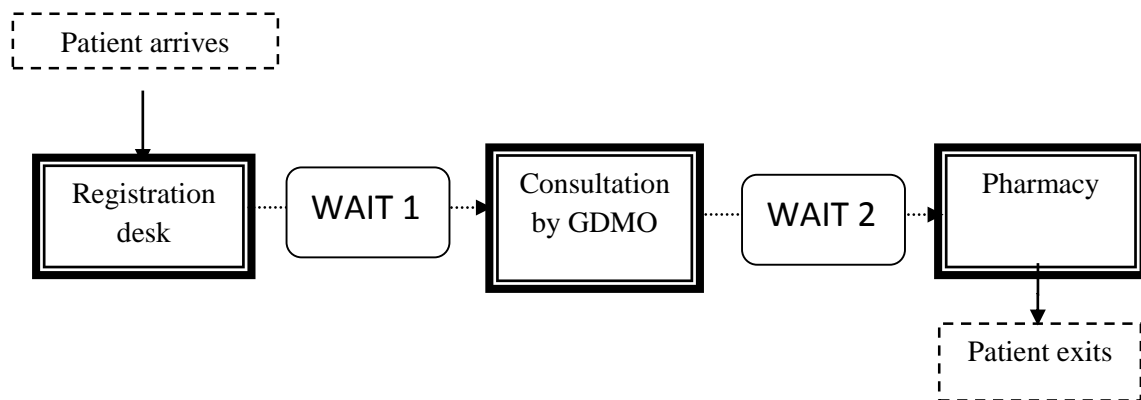 Patient arrives
Registration
desk
WAIT 1
Consultation
by GDMO
WAIT 2
Pharmacy
Patient exits